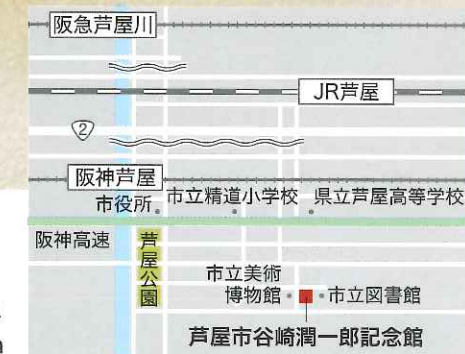 阪急芦屋川
JR芦屋
2
阪神芦屋
市役所
市立精道小学校
県立芦屋高等学校
阪神高速
芦屋公園
市立美術
博物館
市立図書館
芦屋市谷崎潤一郎記念館